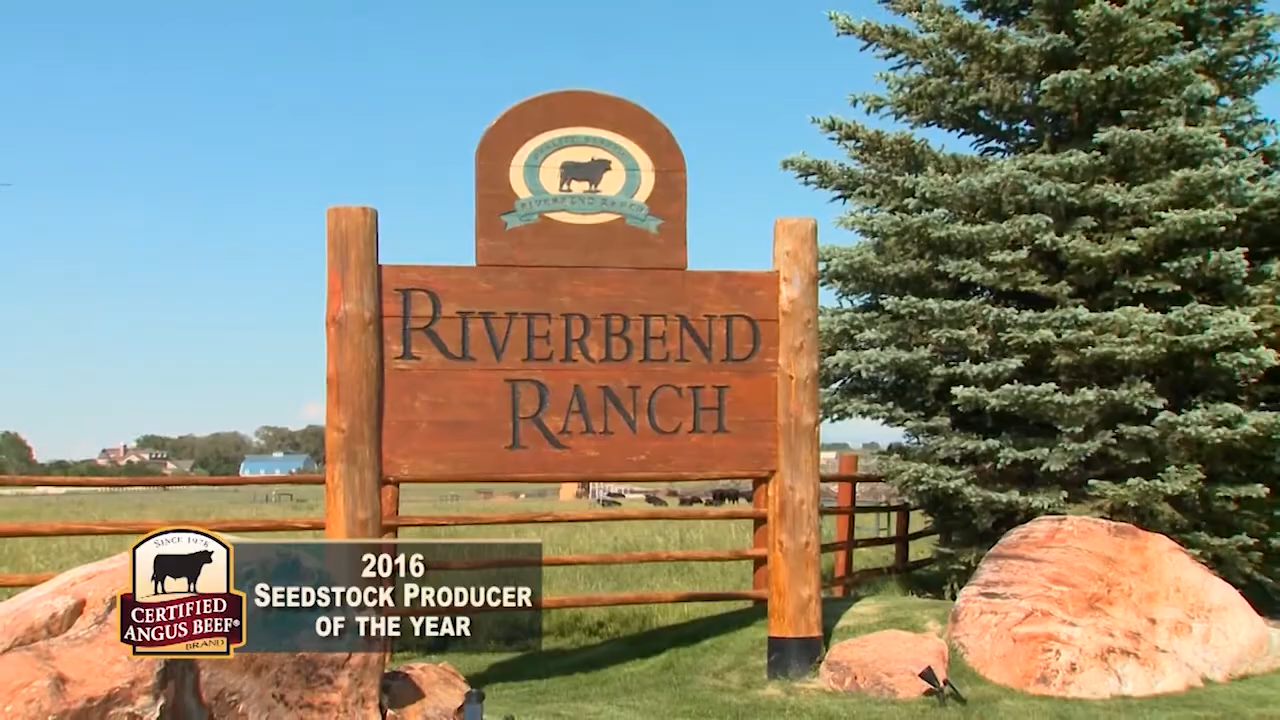 RIVERBEND RANCH
RIVERBEND
RANCH
SINCE 1978
CERTIFIED
ANGUS BEEF®
BRAND
2016
SEEDSTOCK PRODUCER
OF THE YEAR